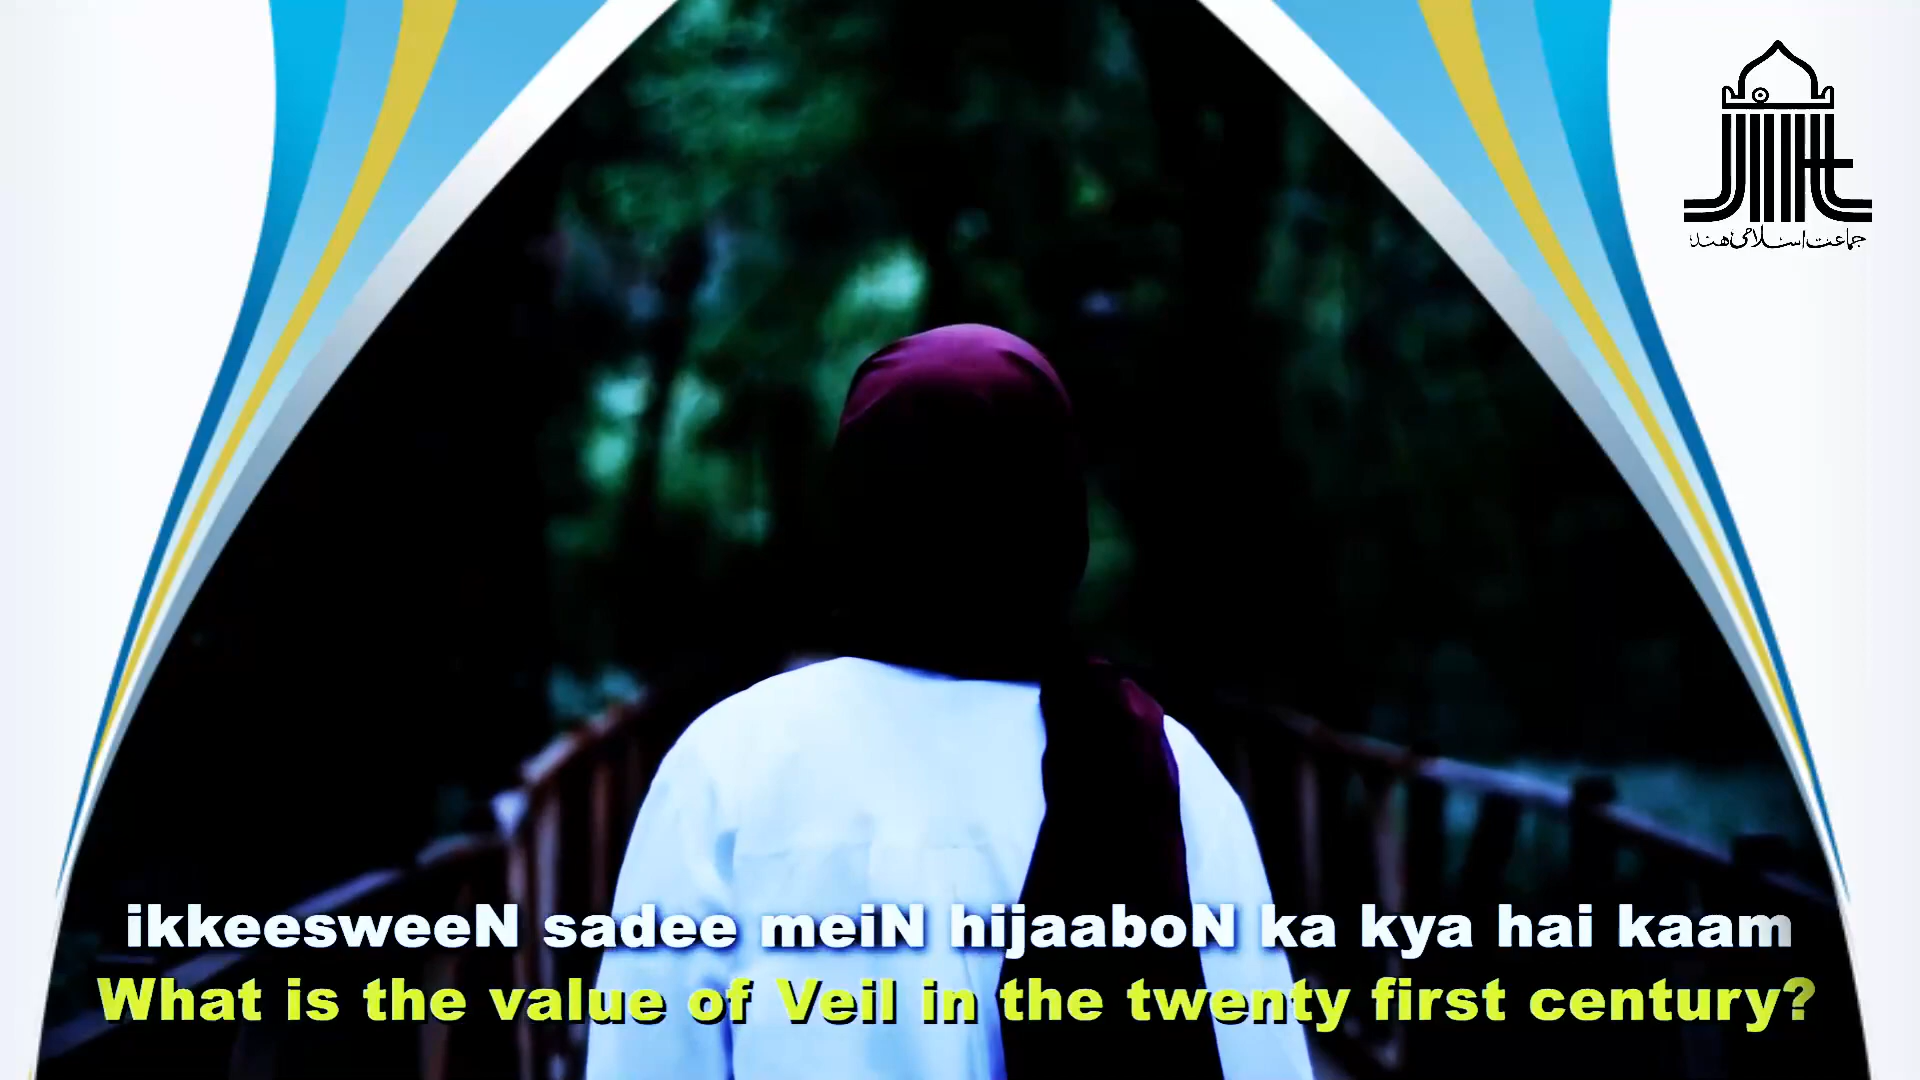 جماعت اسلامی ہند
ikkeesweeN sadee meiN hijaaboN ka kya hai kaam
What is the value of Veil in the twenty first century?